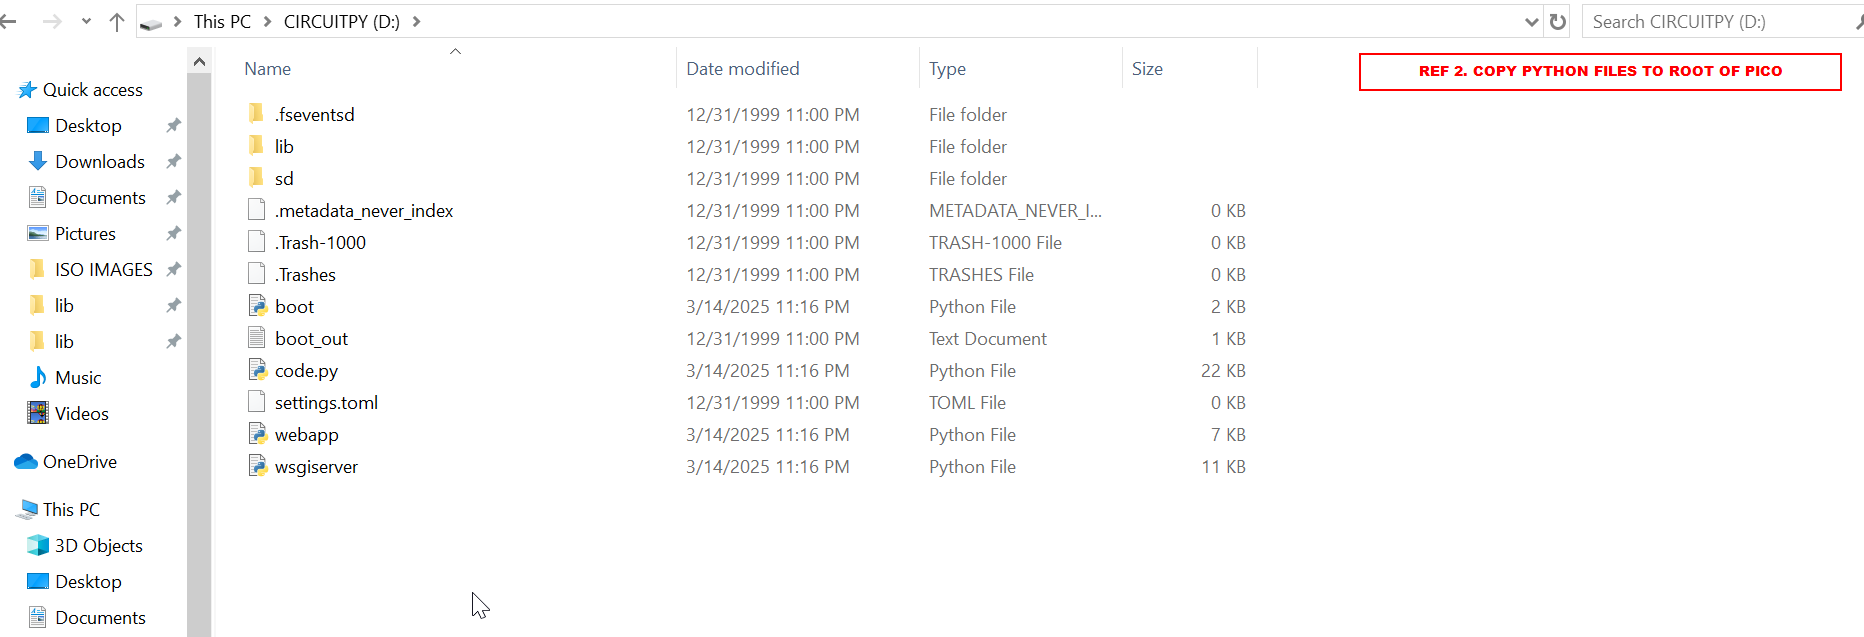 This PC > CIRCUITPY (D:) >
Search CIRCUITPY (D:)
Name Date modified Type Size
REF 2. COPY PYTHON FILES TO ROOT OF PICO
Quick access
Desktop
Downloads
Documents
Pictures
ISO IMAGES
lib
lib
Music
Videos
OneDrive
This PC
3D Objects
Desktop
Documents
.fseventsd 12/31/1999 11:00 PM File folder
lib 12/31/1999 11:00 PM File folder
sd 12/31/1999 11:00 PM File folder
.metadata_never_index 12/31/1999 11:00 PM METADATA_NEVER_I... 0 KB
.Trash-1000 12/31/1999 11:00 PM TRASH-1000 File 0 KB
.Trashes 12/31/1999 11:00 PM TRASHES File 0 KB
boot 3/14/2025 11:16 PM Python File 2 KB
boot_out 12/31/1999 11:00 PM Text Document 1 KB
code.py 3/14/2025 11:16 PM Python File 22 KB
settings.toml 12/31/1999 11:00 PM TOML File 0 KB
webapp 3/14/2025 11:16 PM Python File 7 KB
wsgiserver 3/14/2025 11:16 PM Python File 11 KB